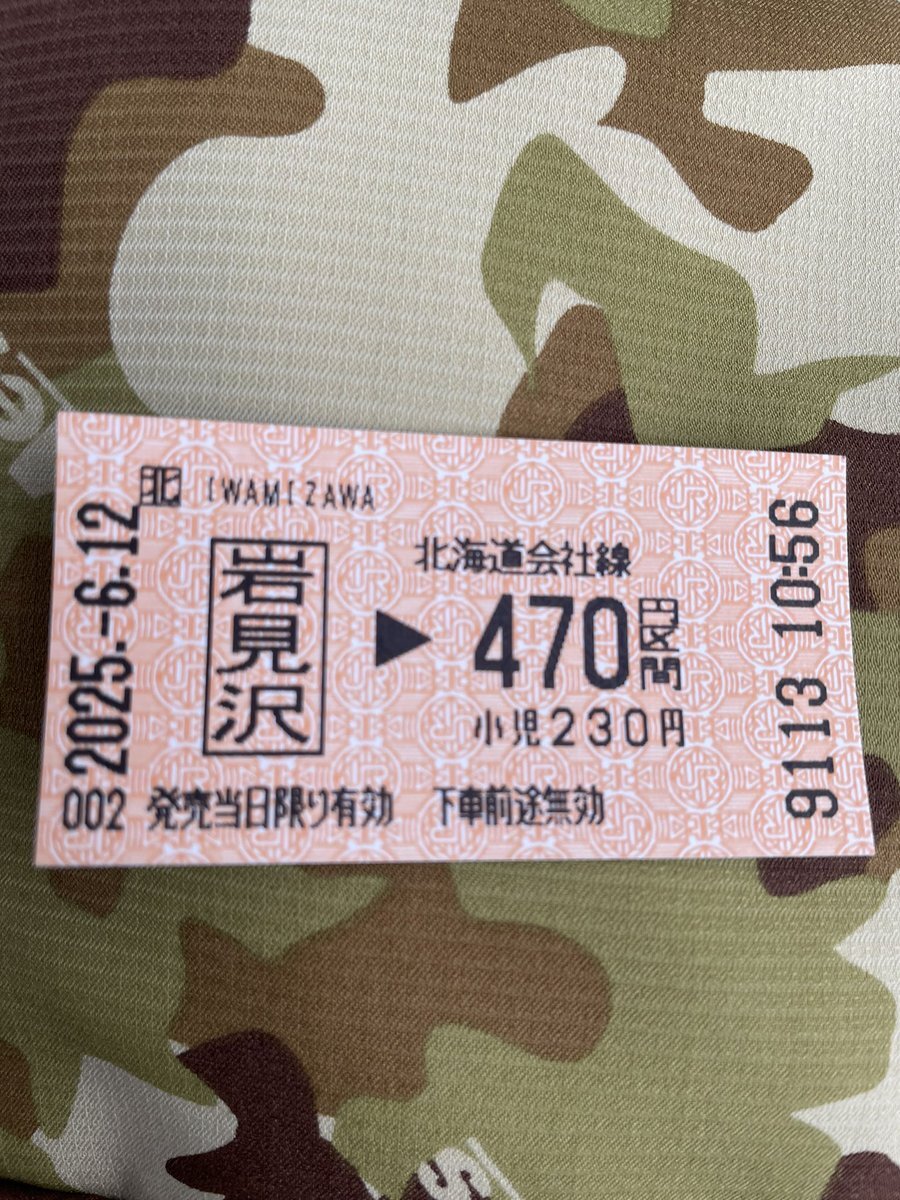 2025.-6.12
北 IWAMIZAWA
岩見沢
北海道会社線
▶470円区間
小児230円
002 発売当日限り有効 下車前途無効
9113 10:56